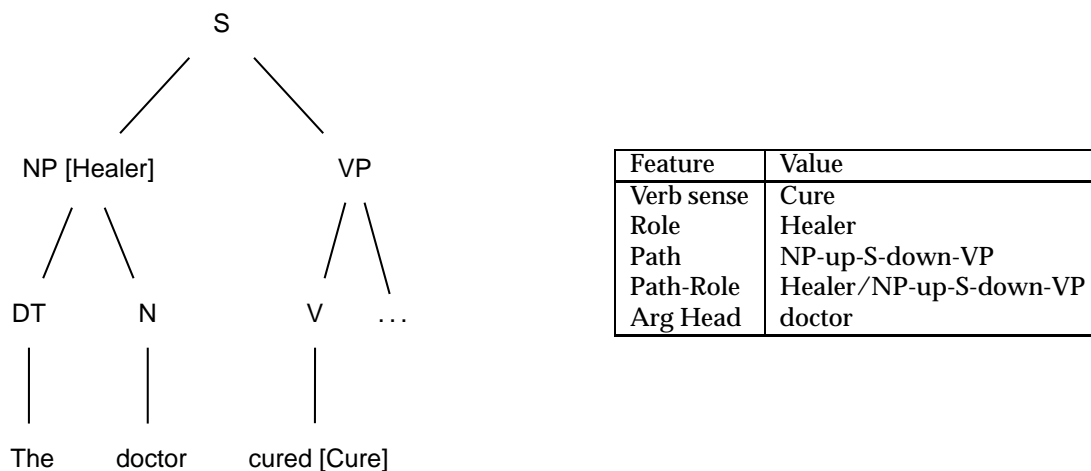 S
NP [Healer] VP
DT N V ...
The doctor cured [Cure]
Feature Value
Verb sense Cure
Role Healer
Path NP-up-S-down-VP
Path-Role Healer/NP-up-S-down-VP
Arg Head doctor